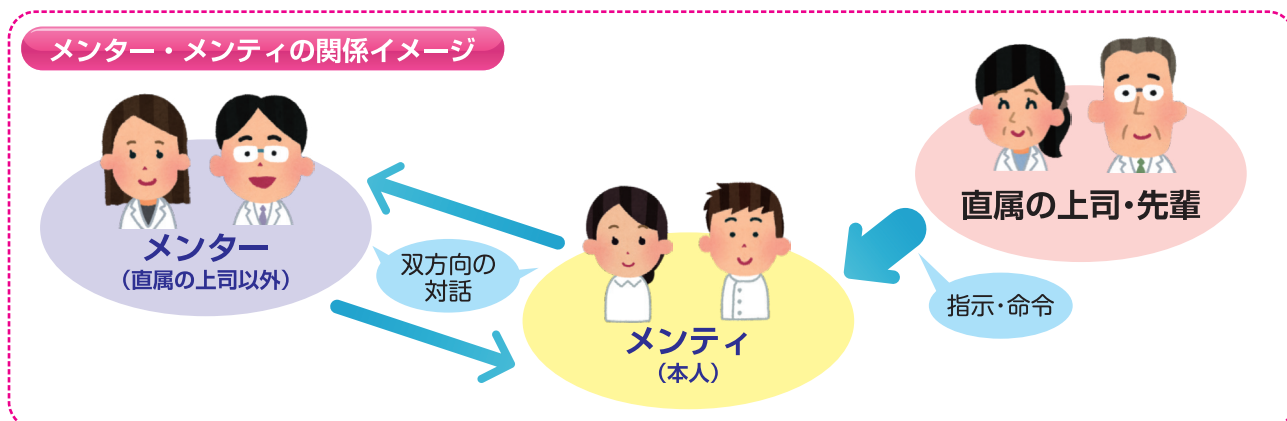 メンター・メンティの関係イメージ
メンター
（直属の上司以外）
双方向の
対話
メンティ
（本人）
直属の上司・先輩
指示・命令